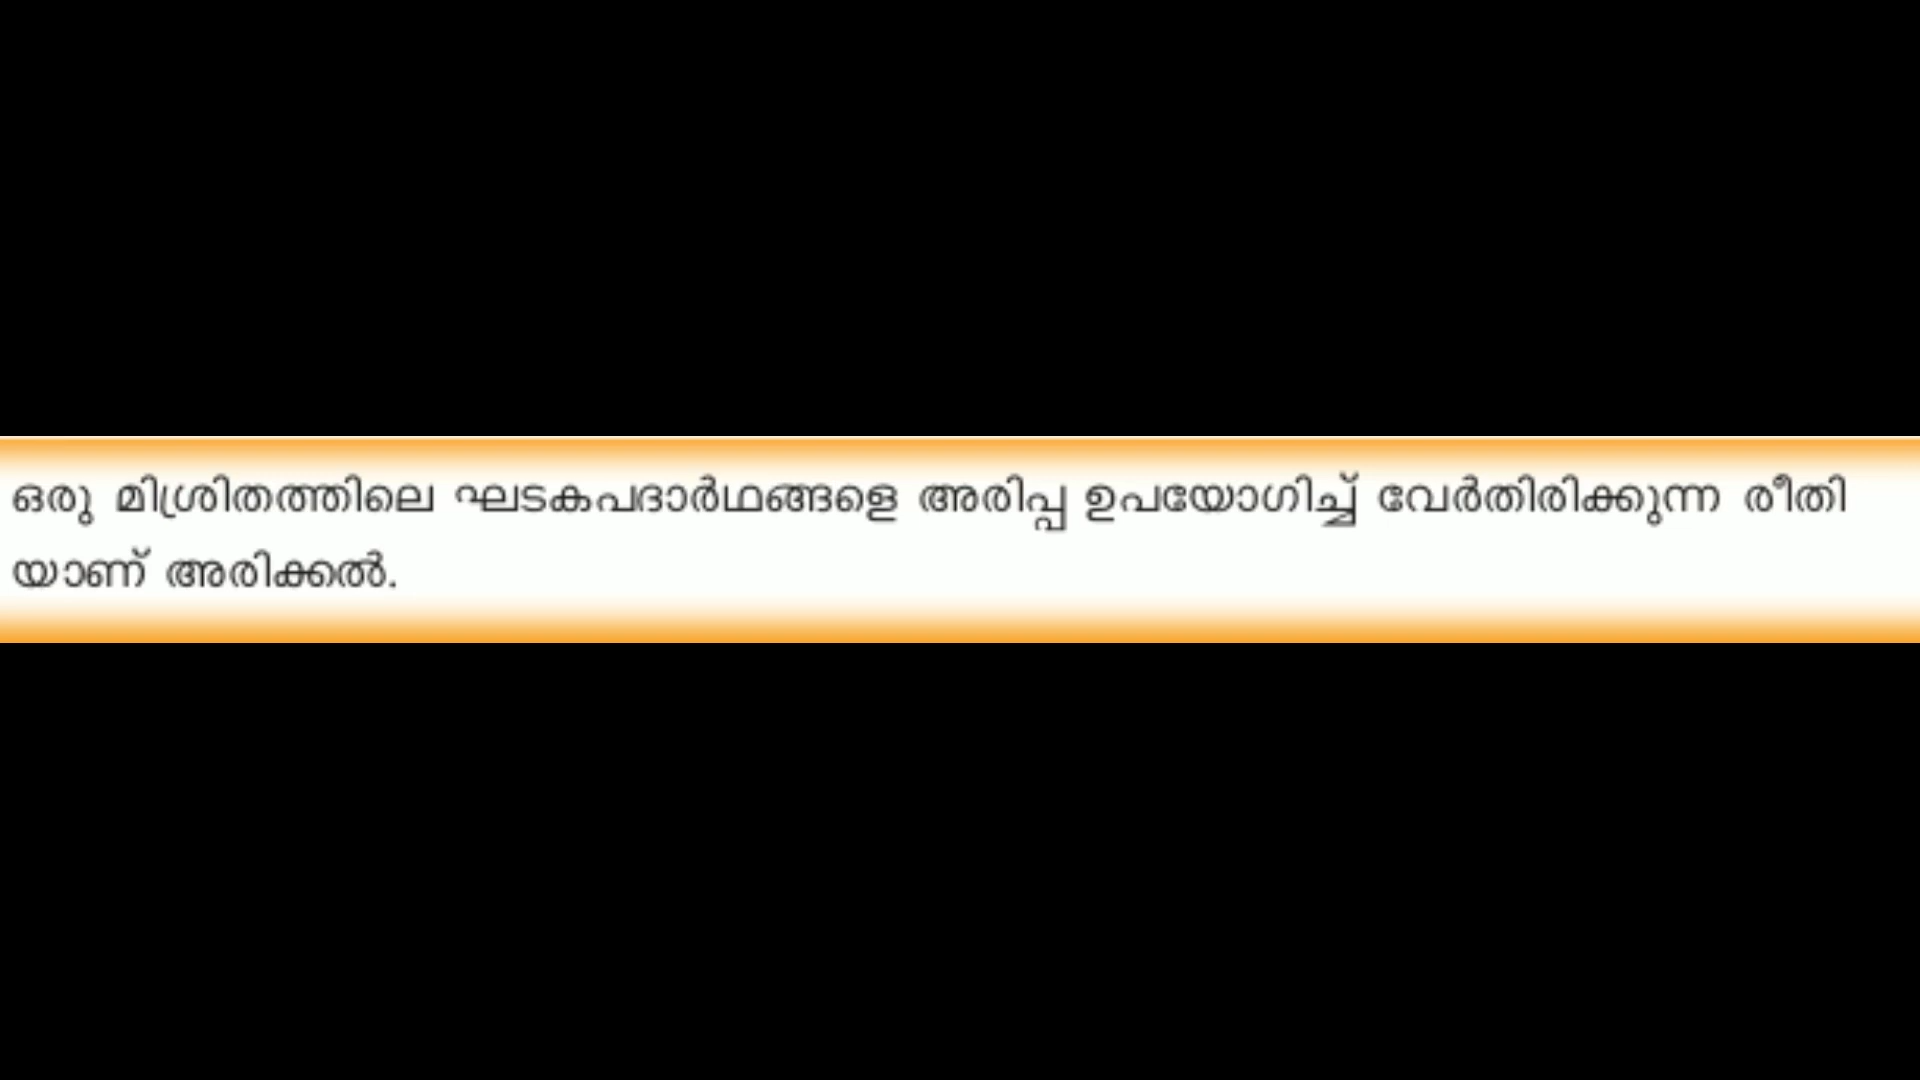 ഒരു മിശ്രിതത്തിലെ ഘടകപദാർഥങ്ങളെ അരിപ്പ ഉപയോഗിച്ച് വേർതിരിക്കുന്ന രീതി
യാണ് അരിക്കൽ.